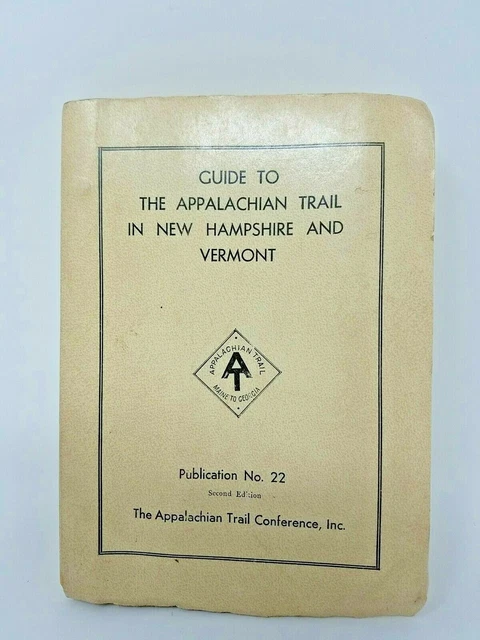 GUIDE TO
THE APPALACHIAN TRAIL
IN NEW HAMPSHIRE AND
VERMONT
APPALACHIAN TRAIL
AT
MAINE TO GEORGIA
Publication No. 22
Second Edition
The Appalachian Trail Conference, Inc.